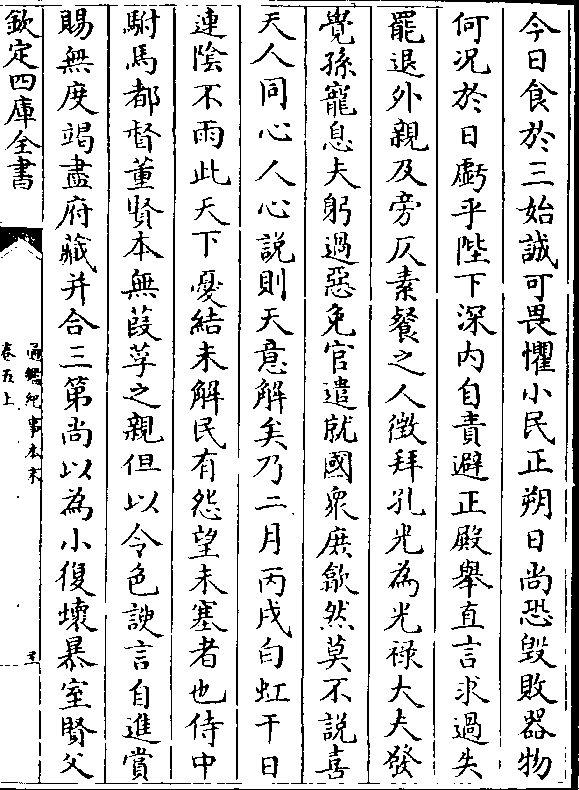 今日食於三始誠可畏懼小民正朔日尚恐毀敗器物
何況於日虧乎陛下深内自責避正殿舉直言求過失
罷退外親及旁仄素餐之人徴拜孔光為光禄大夫發
覺孫寵息夫躬過惡免官遣就國衆庶歙然莫不説喜
天人同心人心説則天意解矣乃二月丙戌白虹干日
連陰不雨此天下憂結未解民有怨望未塞者也侍中
駙馬都督董賢本無葭莩之親但以令色諛言自進賞
賜無度竭盡府藏并合三第尚以為小復壞暴室賢父
欽定四庫全書
通鑑紀事本末
卷五上